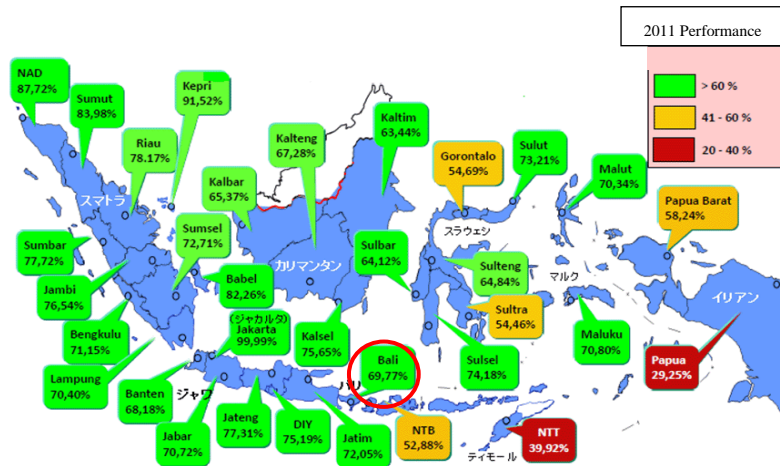 2011 Performance
> 60 %
41 - 60 %
20 - 40 %
NAD
87,72%
Sumut
83,98%
Kepri
91,52%
Riau
78.17%
スマトラ
Kaltim
63,44%
Kalteng
67,28%
Kalbar
65,37%
Gorontalo
54,69%
Sulut
73,21%
Malut
70,34%
Papua Barat
58,24%
スラウェシ
Sumbar
77,72%
Sumsel
72,71%
カリマンタン
Sulbar
64,12%
Sulteng
64,84%
マルク
イリアン
Jambi
76,54%
Babel
82,26%
Sultra
54,46%
Bengkulu
71,15%
(ジャカルタ)
Jakarta
99,99%
Kalsel
75,65%
Bali
69,77%
バリ
Sulsel
74,18%
Maluku
70,80%
Papua
29,25%
Lampung
70,40%
Banten
68,18%
ジャワ
Jabar
70,72%
Jateng
77,31%
DIY
75,19%
Jatim
72,05%
NTB
52,88%
NTT
39,92%
ティモール